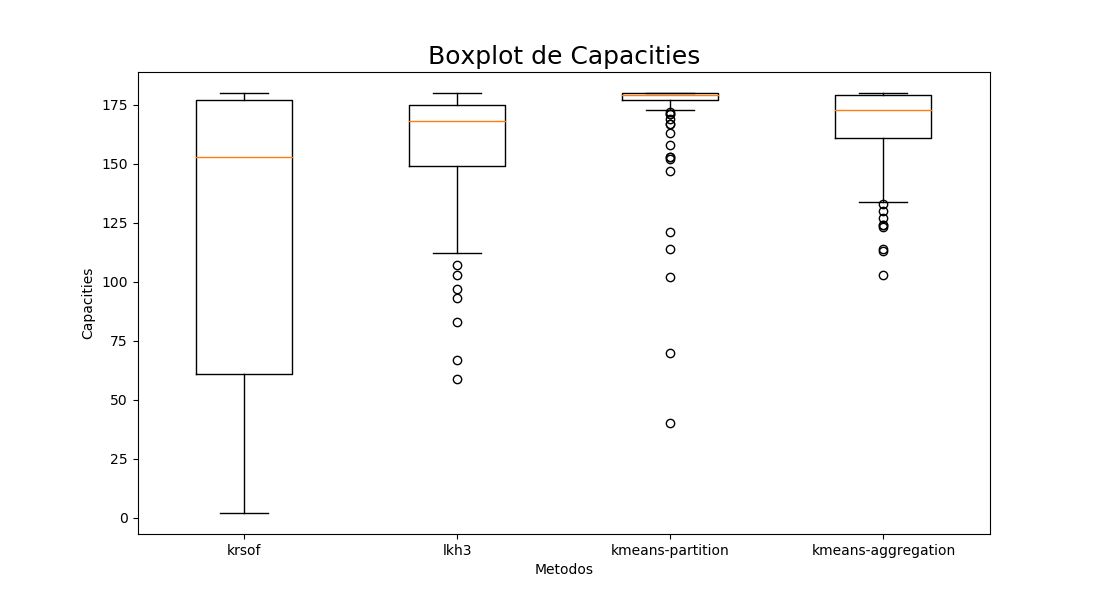 Boxplot de Capacities
175
150
125
100
75
50
25
0
Capacities
krsof lkh3 kmeans-partition kmeans-aggregation
Metodos